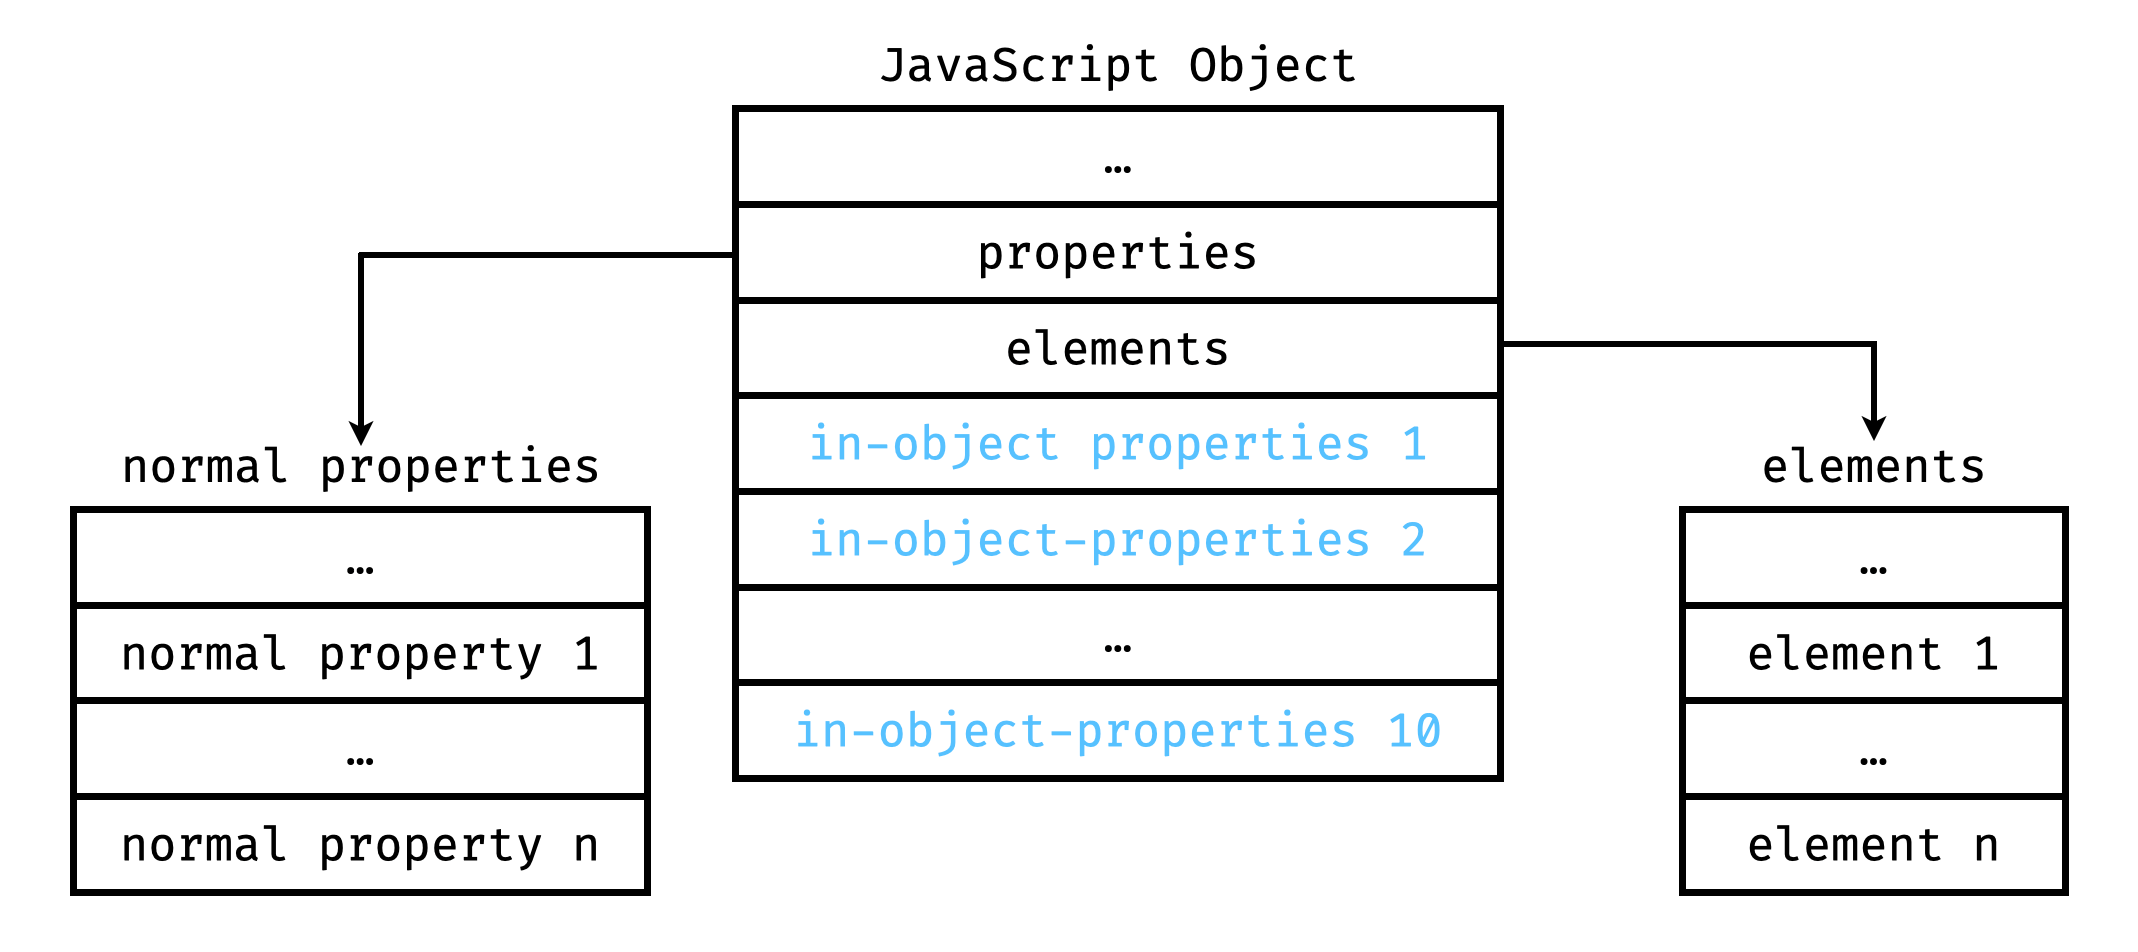 JavaScript Object
…
properties
elements
in-object properties 1
in-object-properties 2
…
in-object-properties 10
normal properties
…
normal property 1
…
normal property n
elements
…
element 1
…
element n